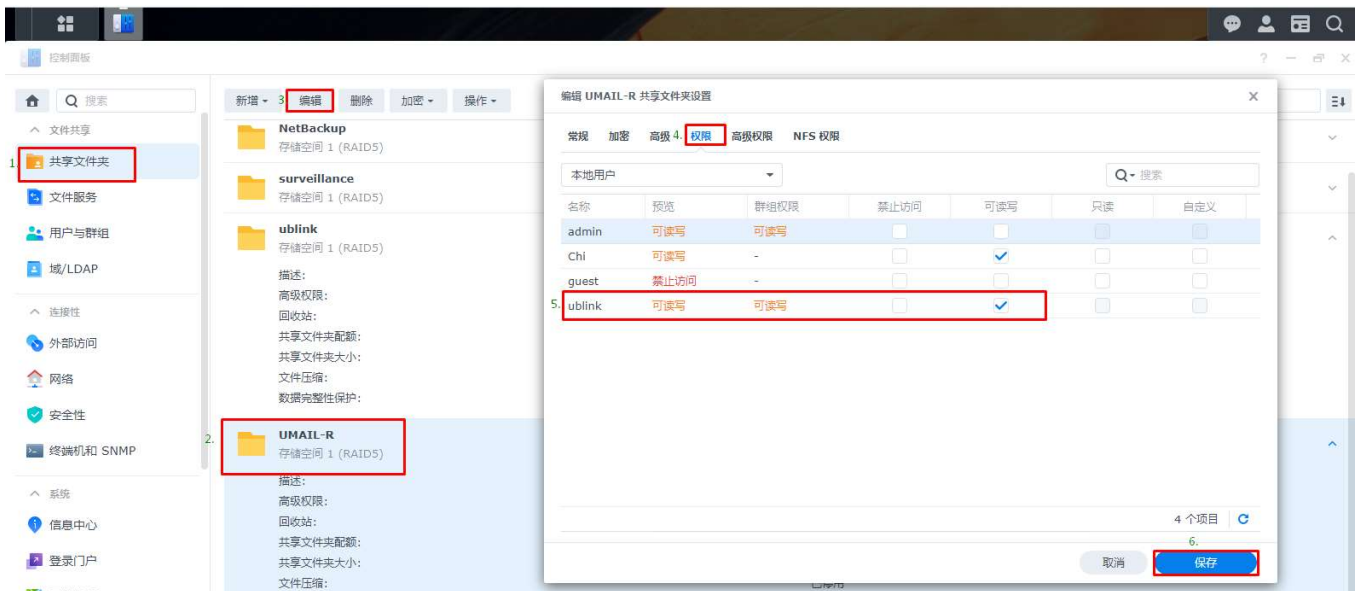 控制面板
? — X
搜索
文件共享
1. 共享文件夹
文件服务
用户与群组
域/LDAP
连接性
外部访问
网络
安全性
终端机和 SNMP
系统
信息中心
登录门户
新增 3. 编辑 删除 加密 操作
NetBackup
存储空间 1 (RAID5)
surveillance
存储空间 1 (RAID5)
ublink
存储空间 1 (RAID5)
描述:
高级权限:
回收站:
共享文件夹配额:
共享文件夹大小:
文件压缩:
数据完整性保护:
2. UMAIL-R
存储空间 1 (RAID5)
描述:
高级权限:
回收站:
共享文件夹配额:
共享文件夹大小:
文件压缩:
编辑 UMAIL-R 共享文件夹设置
常规 加密 高级 4. 权限 高级权限 NFS 权限
本地用户 搜索
名称 预览 群组权限 禁止访问 可读写 只读 自定义
admin 可读写 可读写
Chi 可读写 -
guest 禁止访问 -
5. ublink 可读写 可读写
4 个项目
6.
取消 保存